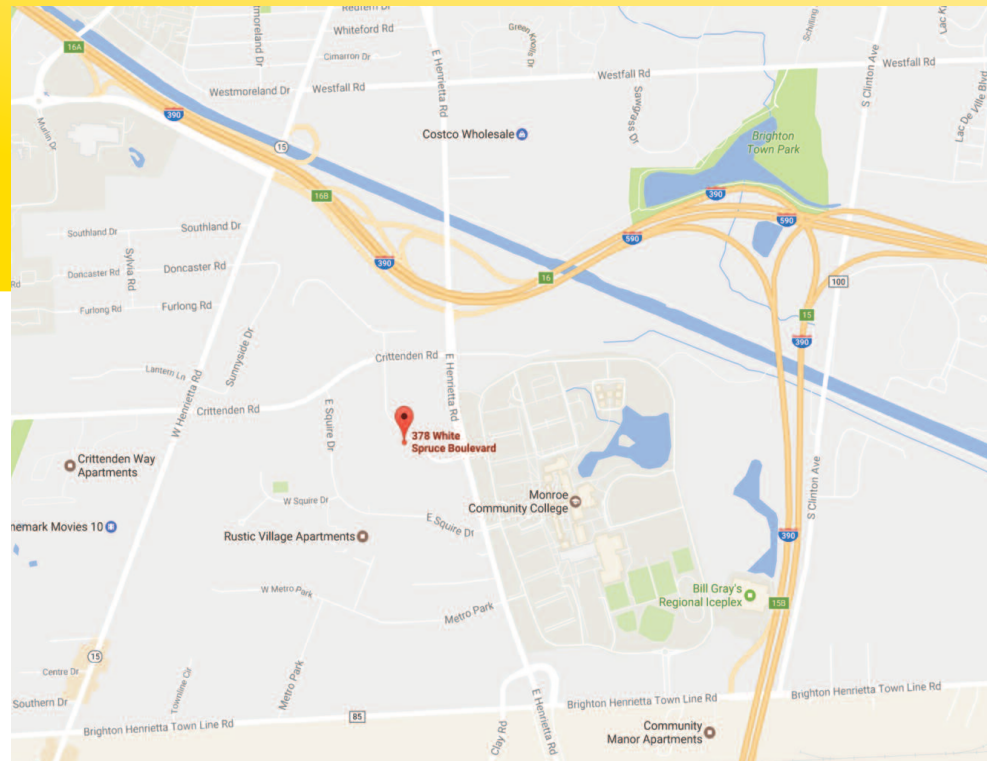 Whiteford Rd
Cimarron Dr
Westmoreland Dr
Westfall Rd
E Henrietta Rd
Green Knolls Dr
Westfall Rd
Westfall Rd
Sawgrass Dr
S Clinton Ave
Lac De Ville Blvd
16A
390
Murlin Dr
15
Costco Wholesale
Brighton
Town Park
16B
390
590
590
390
16
100
15
390
Southland Dr
Southland Dr
Sylvia Rd
Doncaster Rd
Doncaster Rd
Rd
Furlong Rd
Furlong Rd
Sunnyside Dr
Lantern Ln
W Henrietta Rd
Crittenden Rd
Crittenden Rd
E Henrietta Rd
E Squire Dr
378 White
Spruce Boulevard
Crittenden Way
Apartments
nemark Movies 10
W Squire Dr
E Squire Dr
Rustic Village Apartments
Monroe
Community College
S Clinton Ave
390
W Metro Park
Metro Park
Metro Park
Bill Gray's
Regional Iceplex
15B
15
Centre Dr
Southern Dr
Townline Cir
Brighton Henrietta Town Line Rd
85
Clay Rd
E Henrietta Rd
Brighton Henrietta Town Line Rd
Brighton Henrietta Town Line Rd
Community
Manor Apartments